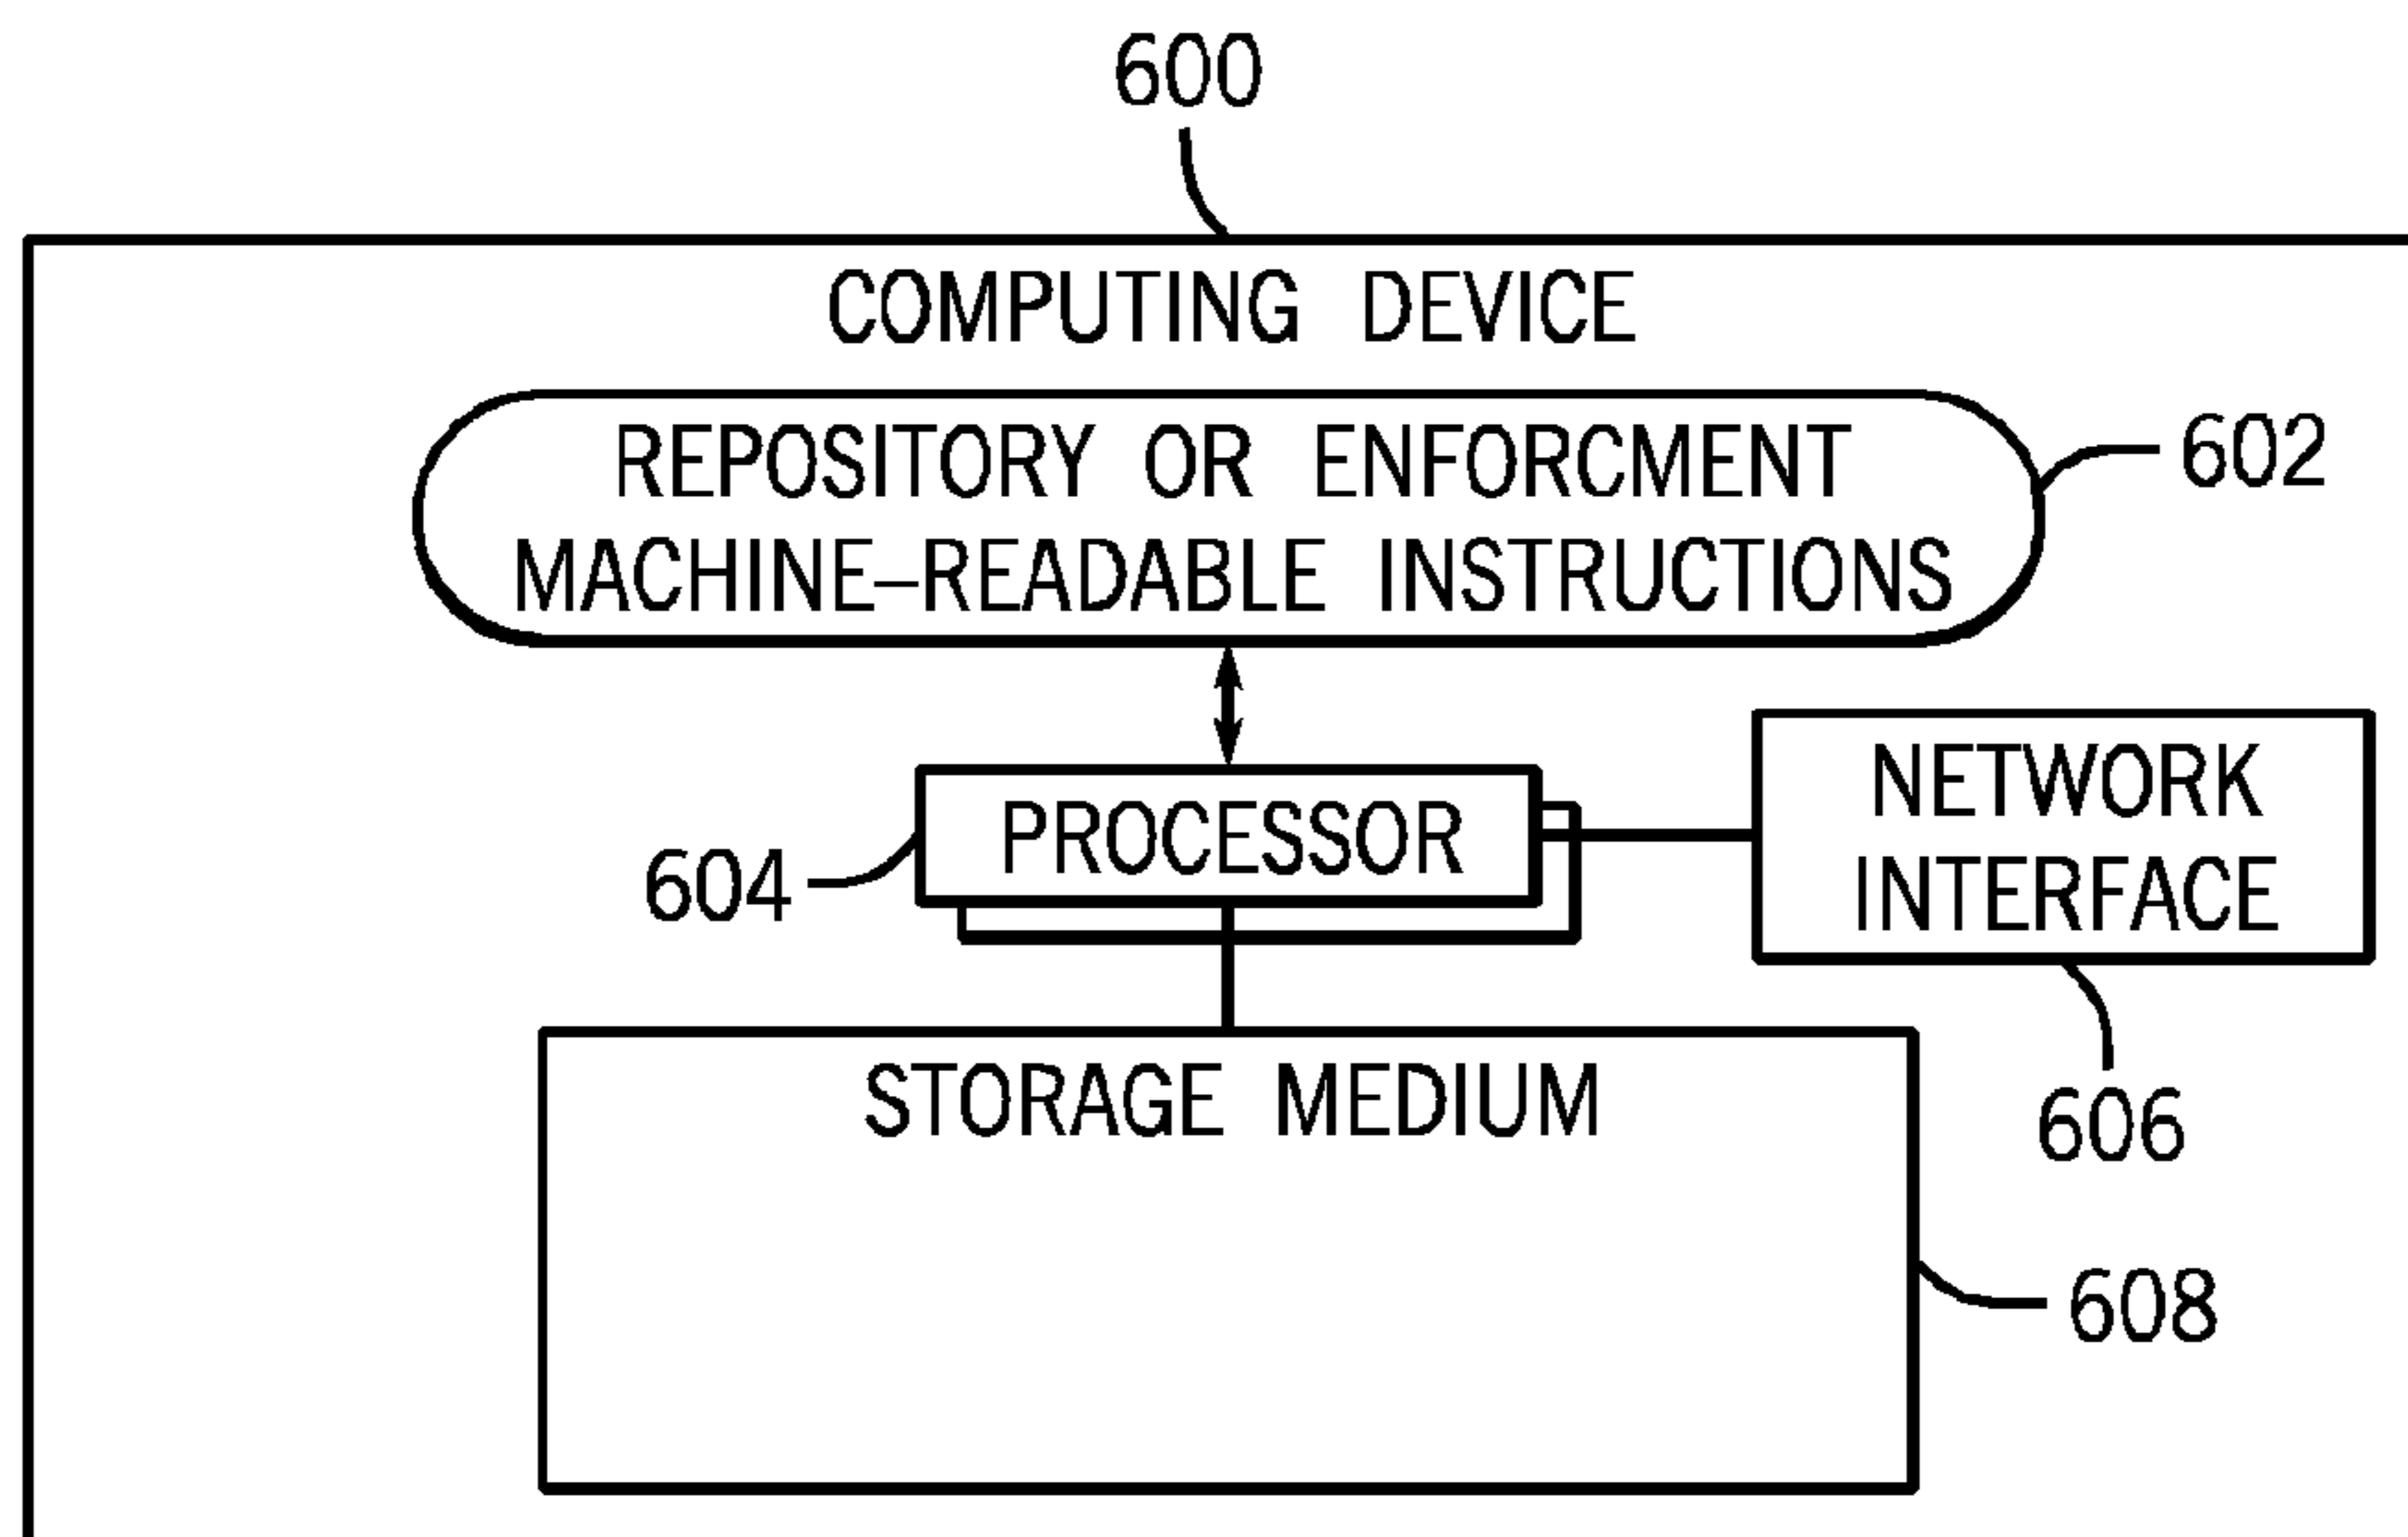 600
COMPUTING DEVICE
REPOSITORY OR ENFORCMENT
MACHINE–READABLE INSTRUCTIONS
602
PROCESSOR
604
NETWORK
INTERFACE
606
STORAGE MEDIUM
608